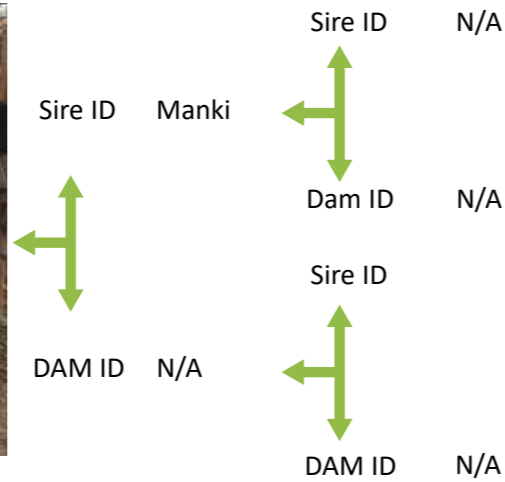 Sire ID N/A
Sire ID Manki
Dam ID N/A
Sire ID
DAM ID N/A
DAM ID N/A